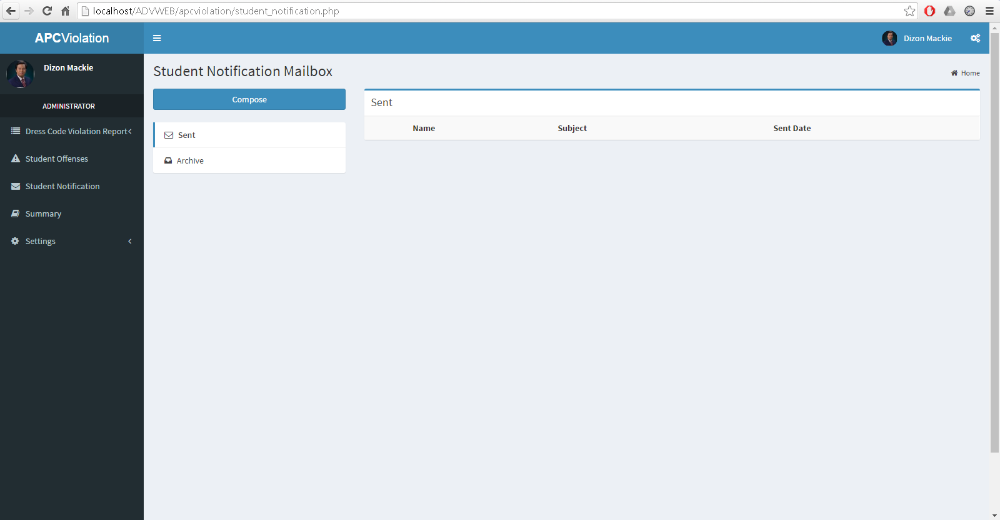 localhost/ADVWEB/apcviolation/student_notification.php
APCViolation
Dizon Mackie
Dizon Mackie
ADMINISTRATOR
Dress Code Violation Report
Student Offenses
Student Notification
Summary
Settings
Student Notification Mailbox
Home
Compose
Sent
Archive
Sent
Name Subject Sent Date